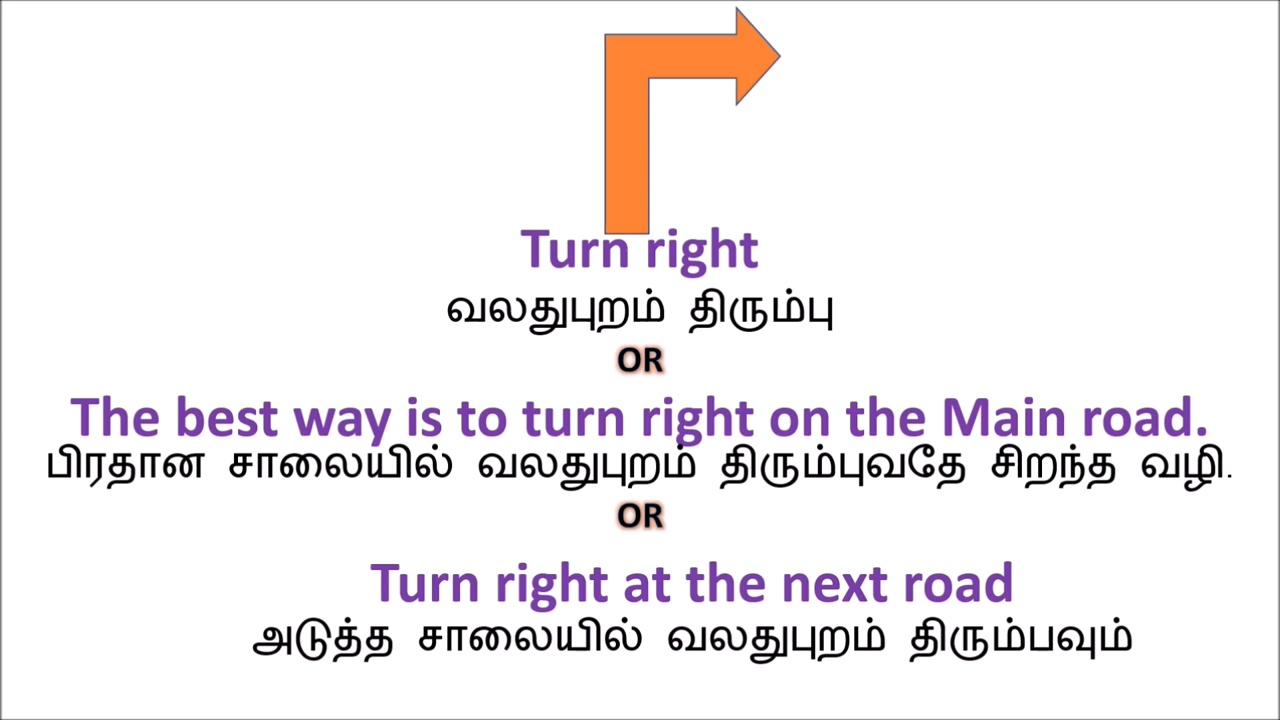 Turn right
வலதுபுறம் திரும்பு
OR
The best way is to turn right on the Main road.
பிரதான சாலையில் வலதுபுறம் திரும்புவதே சிறந்த வழி.
OR
Turn right at the next road
அடுத்த சாலையில் வலதுபுறம் திரும்பவும்